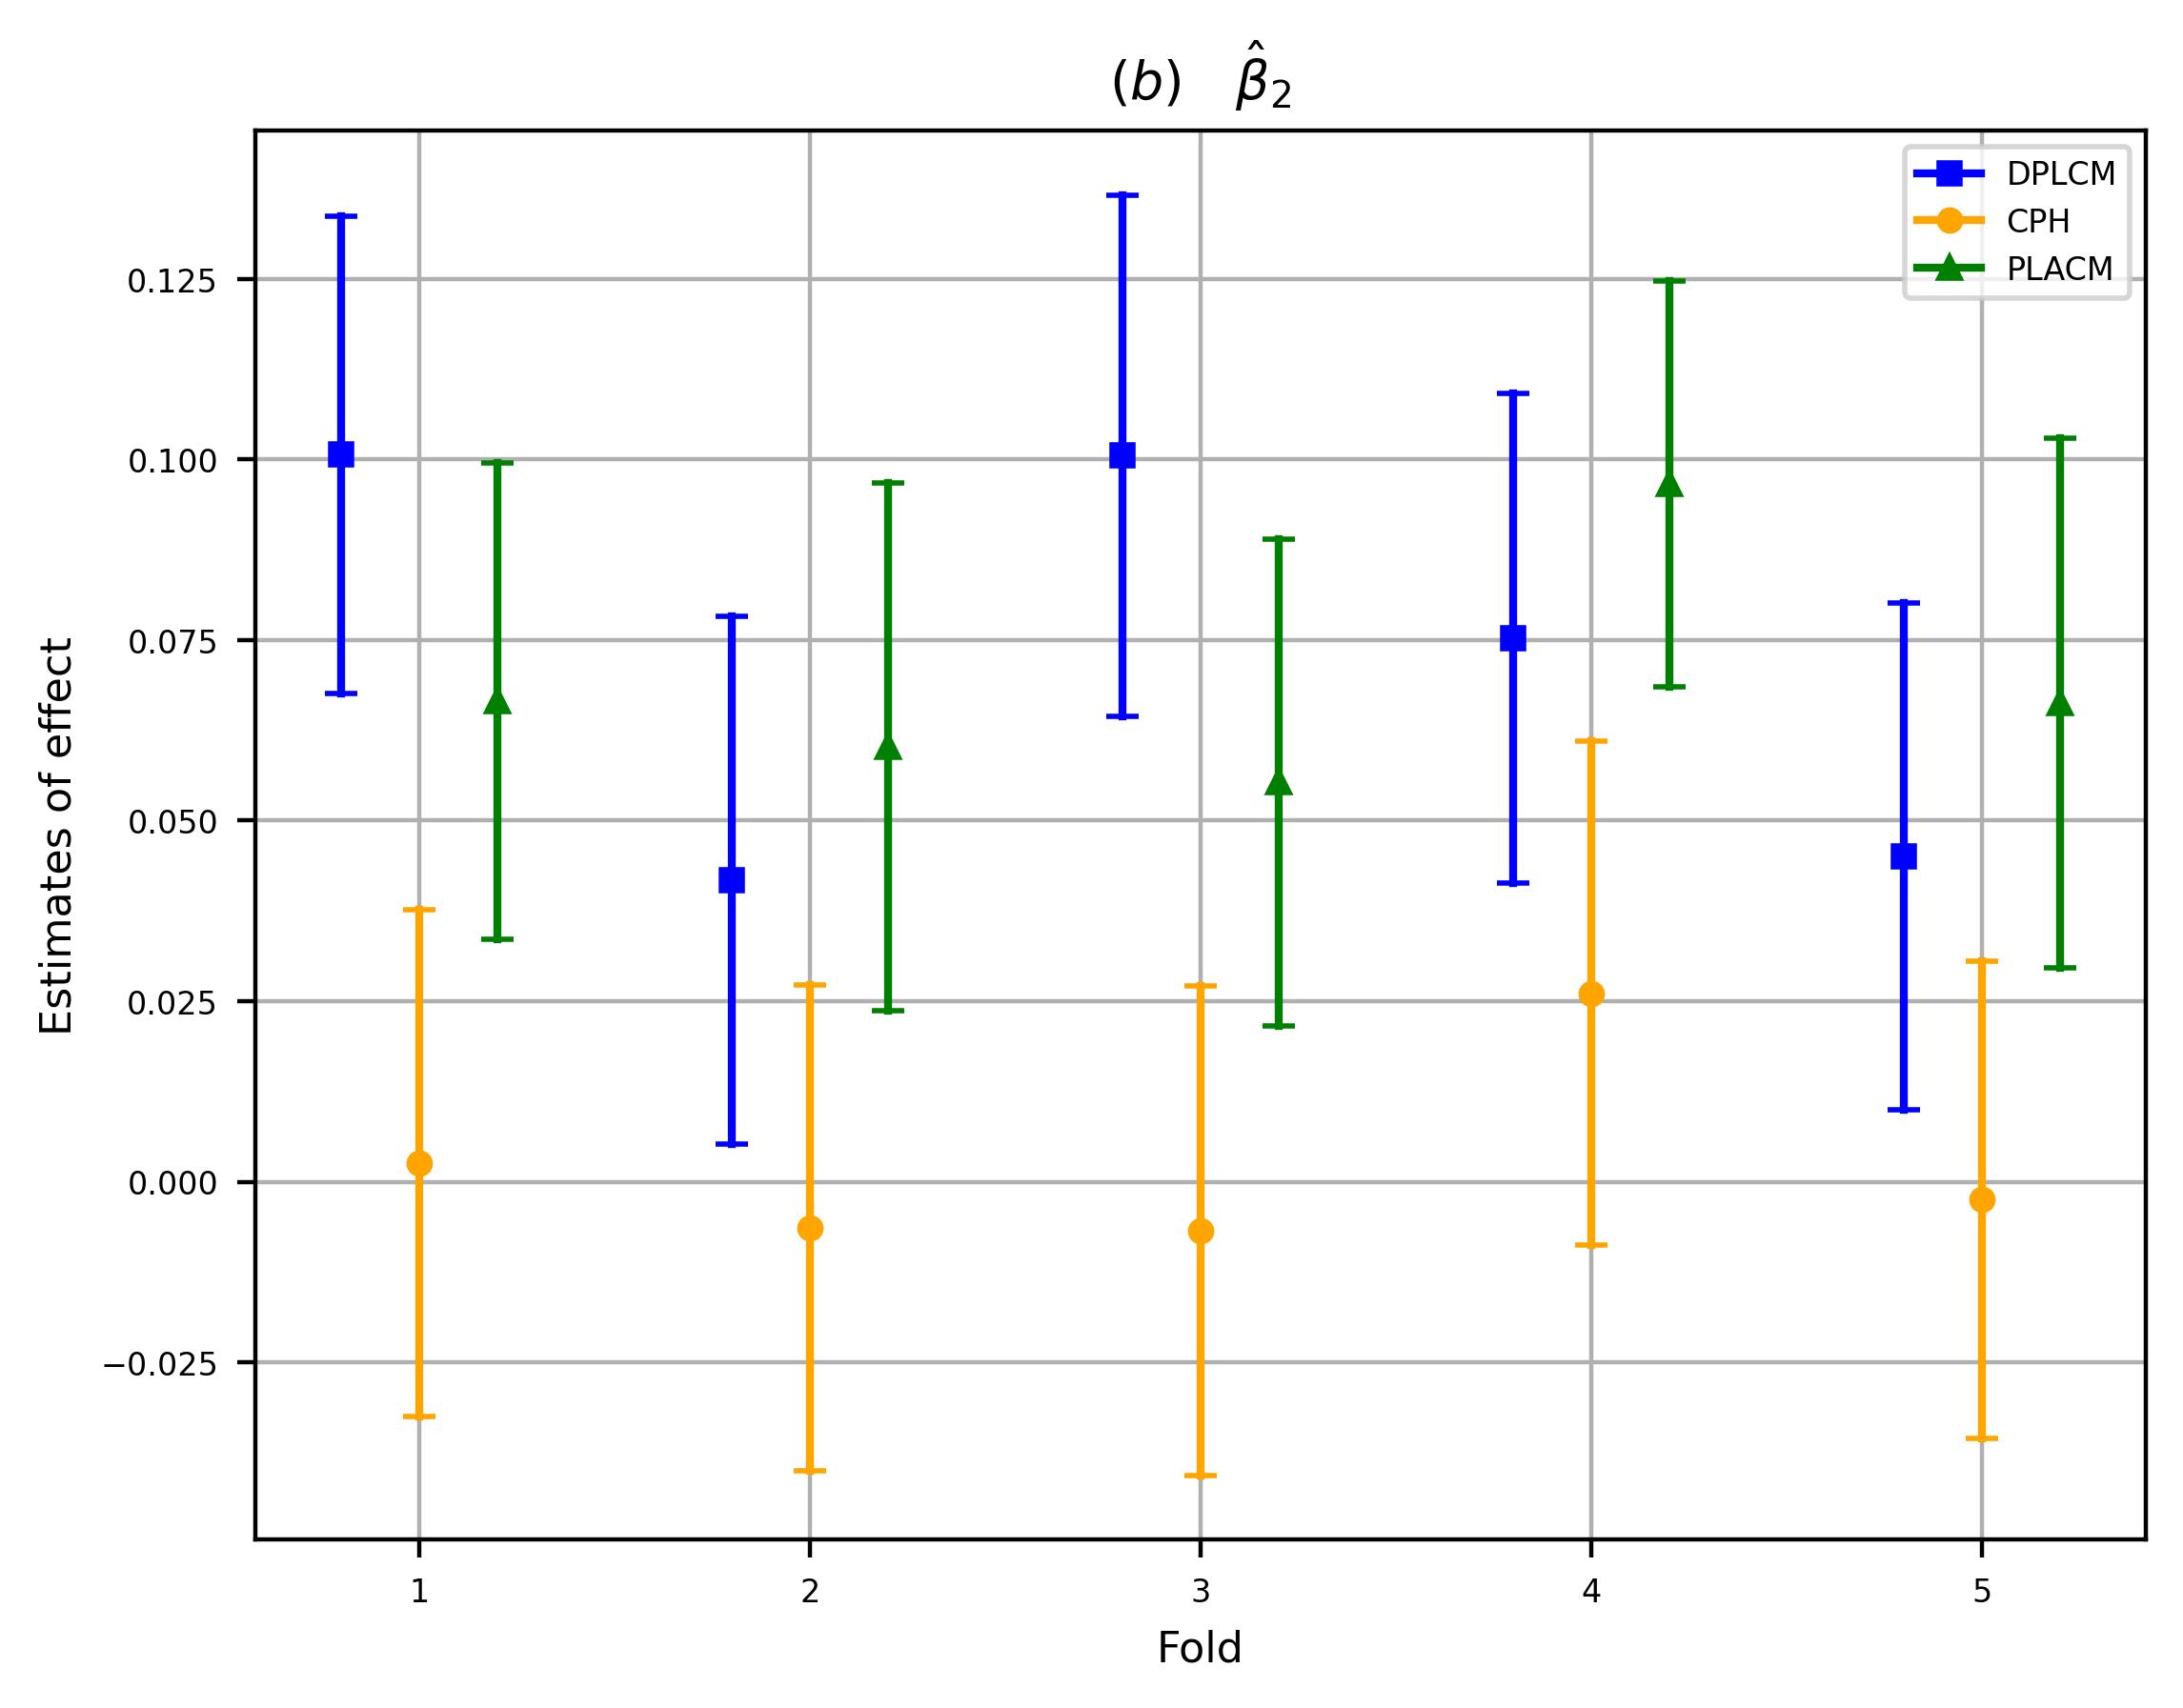 (b) β̂₂
DPLCM
CPH
PLACM
Estimates of effect
0.125
0.100
0.075
0.050
0.025
0.000
−0.025
1 2 3 4 5
Fold